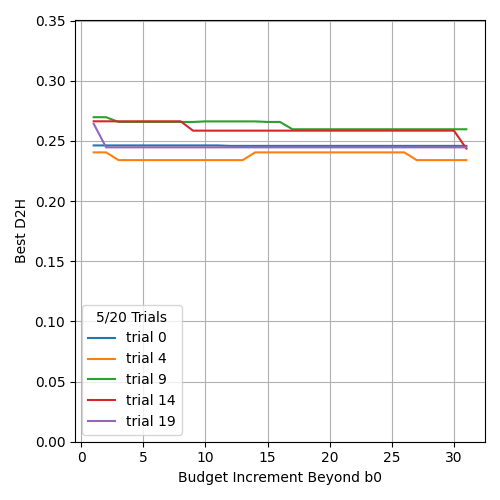 0.35
0.30
0.25
0.20
0.15
0.10
0.05
0.00
Best D2H
5/20 Trials
trial 0
trial 4
trial 9
trial 14
trial 19
0 5 10 15 20 25 30
Budget Increment Beyond b0